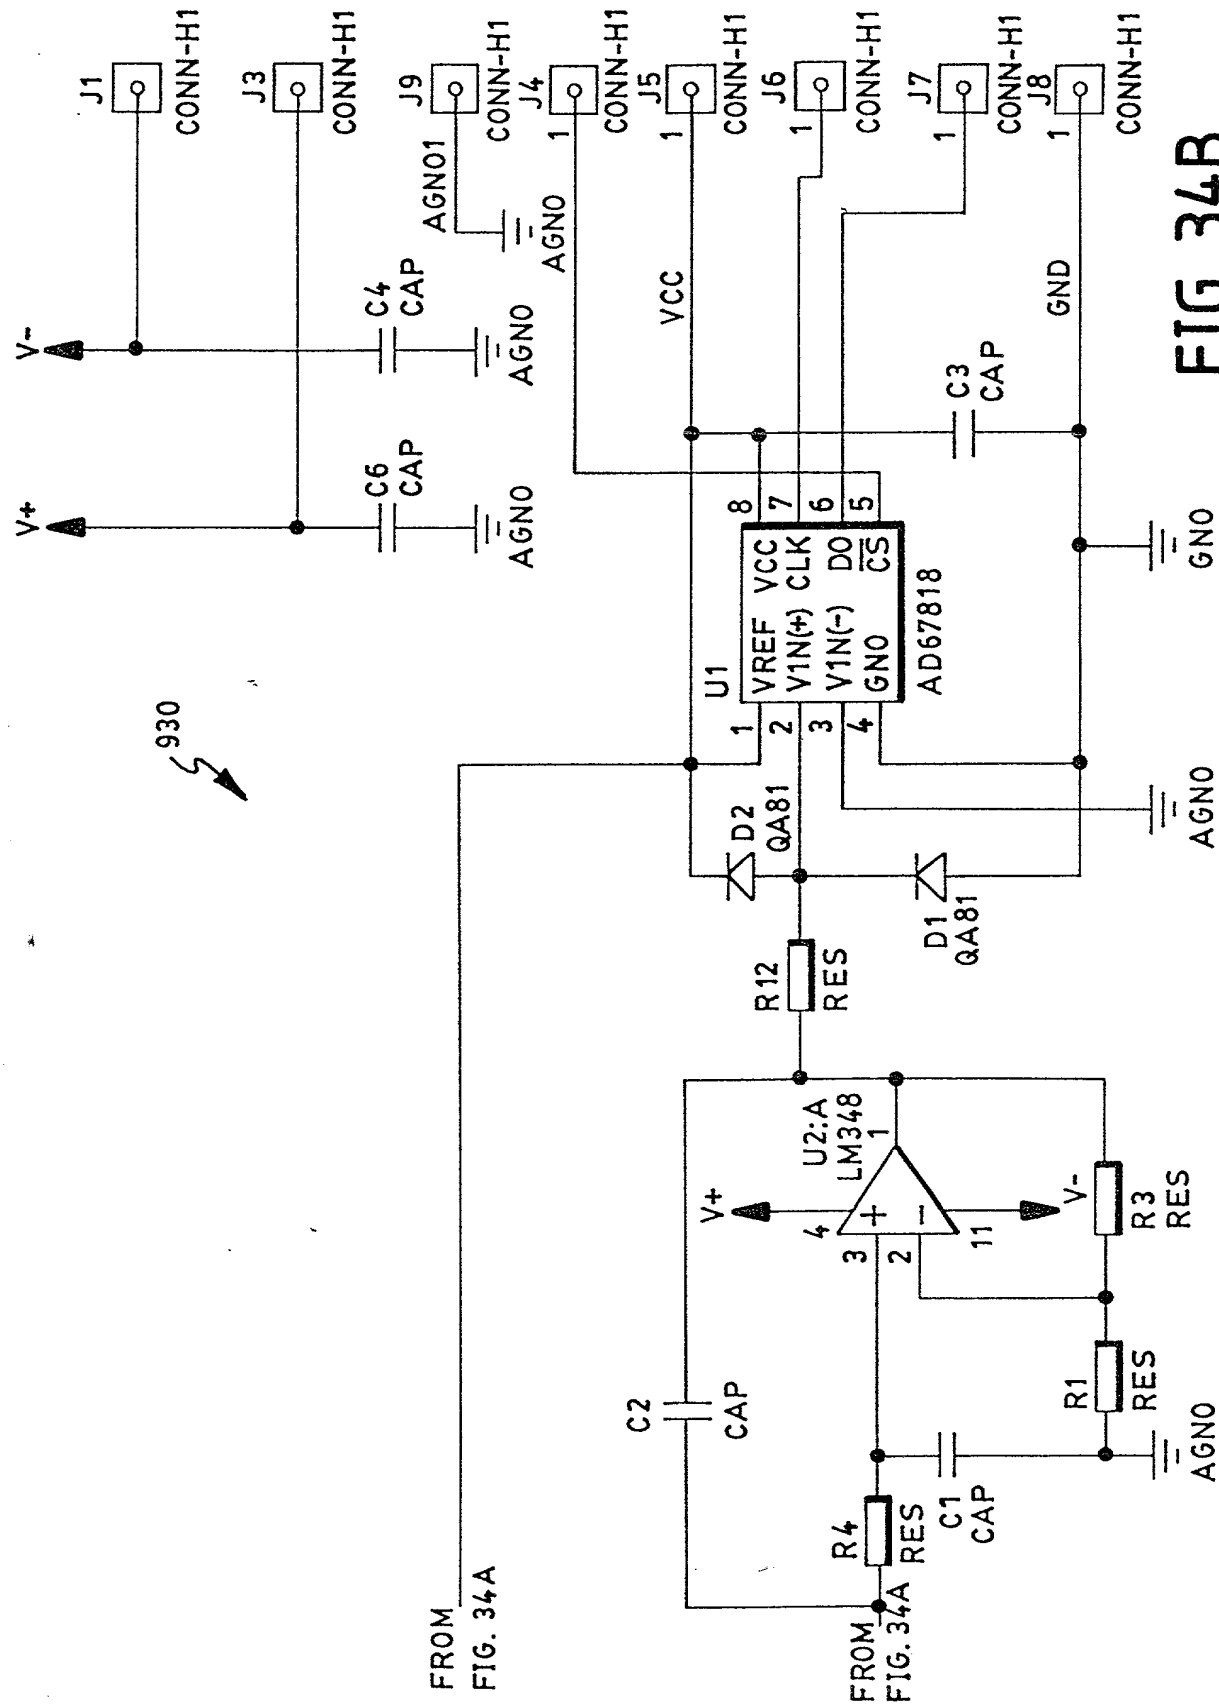 V-
J1
CONN-H1
V+
J3
CONN-H1
C4
CAP
AGNO
C6
CAP
AGNO
AGNO1
J9
CONN-H1
AGNO
J4
1
CONN-H1
930
FROM
FIG. 34A
VCC
J5
1
CONN-H1
J6
1
CONN-H1
J7
1
CONN-H1
GND
J8
1
CONN-H1
C3
CAP
U1
1
VREF
VCC
8
2
V1N(+)
CLK
7
3
V1N(-)
DO
6
4
GNO
CS
5
AD67818
GNO
AGNO
D2
QA81
D1
QA81
R12
RES
C2
CAP
U2:A
LM348
V+
4
3
+
2
-
1
11
V-
R3
RES
R1
RES
R4
RES
C1
CAP
AGNO
FROM
FIG. 34A
FIG 34B